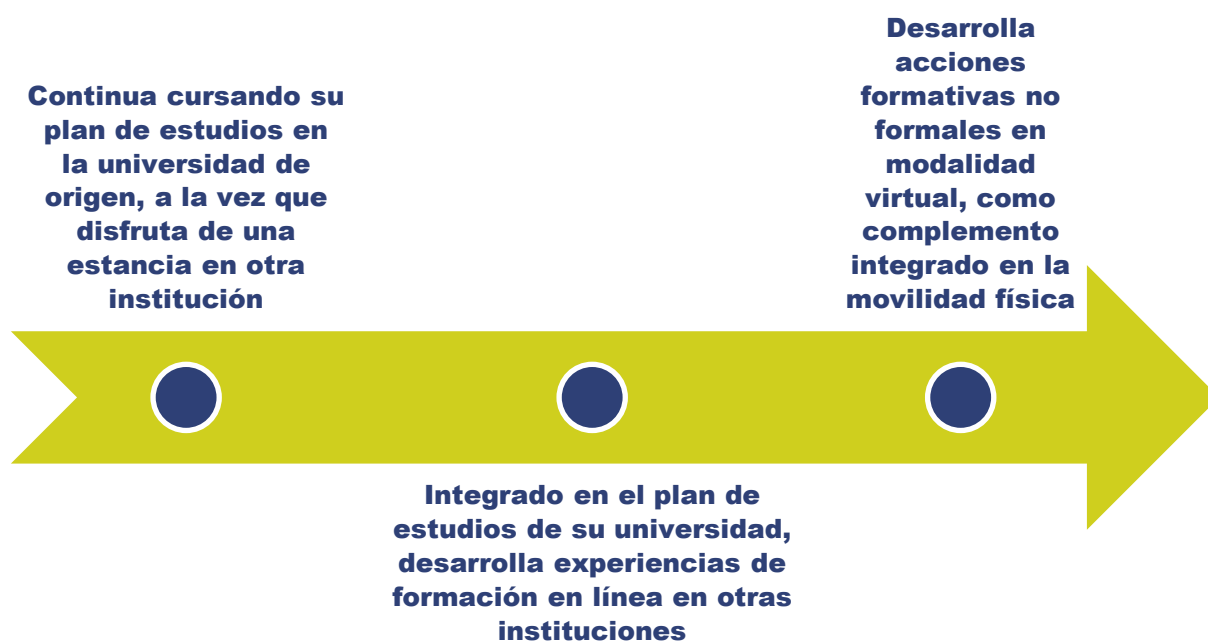 Continua cursando su
plan de estudios en
la universidad de
origen, a la vez que
disfruta de una
estancia en otra
institución
Integrado en el plan de
estudios de su universidad,
desarrolla experiencias de
formación en línea en otras
instituciones
Desarrolla
acciones
formativas no
formales en
modalidad
virtual, como
complemento
integrado en la
movilidad física